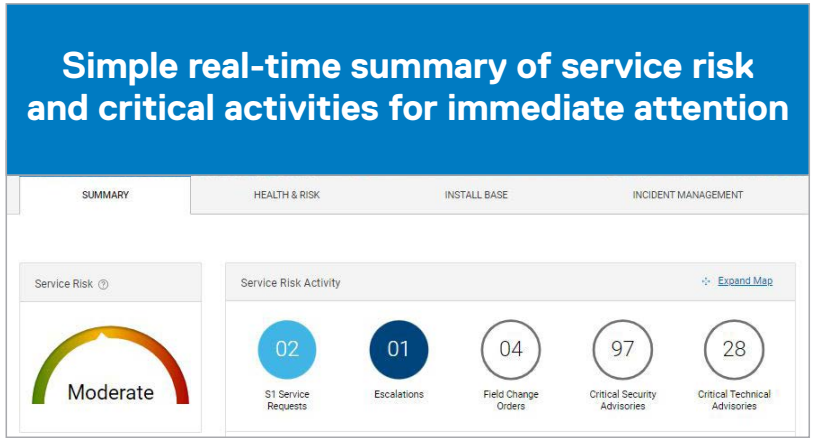 Simple real-time summary of service risk
and critical activities for immediate attention
SUMMARY
HEALTH & RISK
INSTALL BASE
INCIDENT MANAGEMENT
Service Risk ?
Moderate
Service Risk Activity
Expand Map
02
S1 Service
Requests
01
Escalations
04
Field Change
Orders
97
Critical Security
Advisories
28
Critical Technical
Advisories